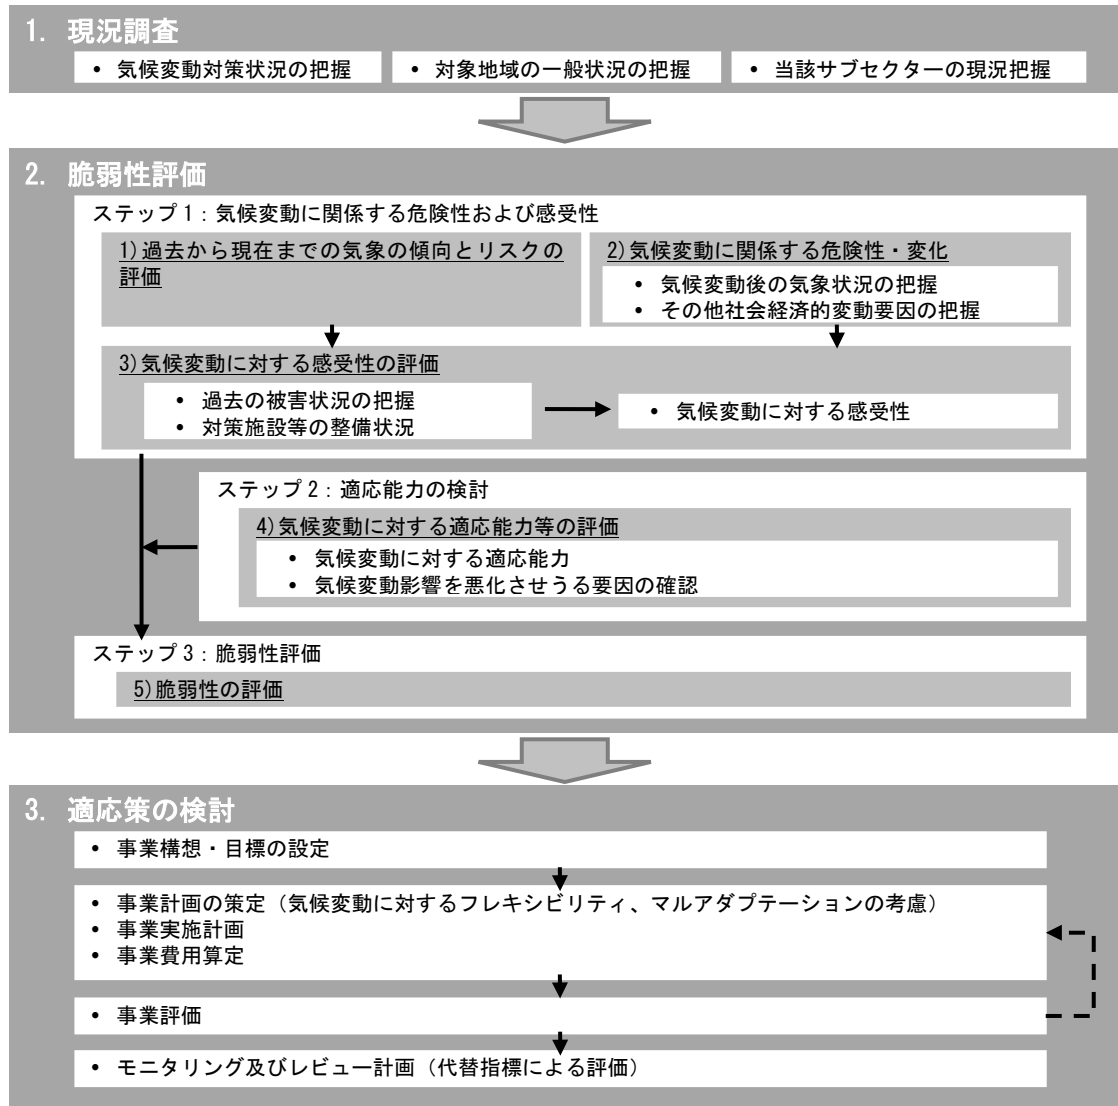 1. 現況調査
• 気候変動対策状況の把握
• 対象地域の一般状況の把握
• 当該サブセクターの現況把握
2. 脆弱性評価
ステップ1：気候変動に関係する危険性および感受性
1)過去から現在までの気象の傾向とリスクの
評価
2)気候変動に関係する危険性・変化
• 気候変動後の気象状況の把握
• その他社会経済的変動要因の把握
3)気候変動に対する感受性の評価
• 過去の被害状況の把握
• 対策施設等の整備状況
• 気候変動に対する感受性
ステップ2：適応能力の検討
4)気候変動に対する適応能力等の評価
• 気候変動に対する適応能力
• 気候変動影響を悪化させうる要因の確認
ステップ3：脆弱性評価
5)脆弱性の評価
3. 適応策の検討
• 事業構想・目標の設定
• 事業計画の策定（気候変動に対するフレキシビリティ、マルアダプテーションの考慮）
• 事業実施計画
• 事業費用算定
• 事業評価
• モニタリング及びレビュー計画（代替指標による評価）